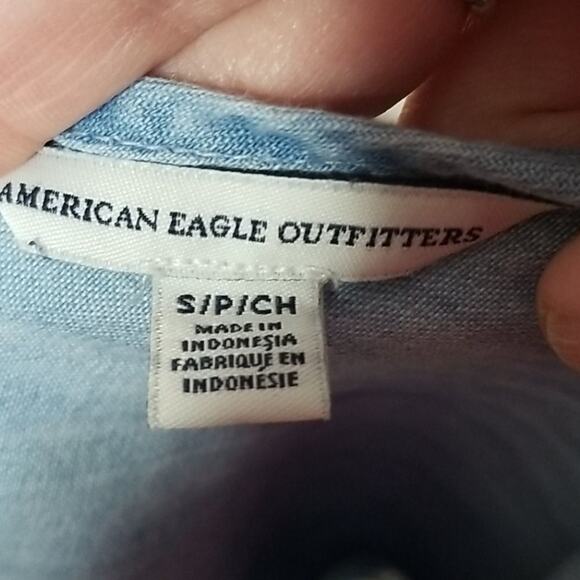 AMERICAN EAGLE OUTFITTERS
S/P/CH
MADE IN
INDONESIA
FABRIQUE EN
INDONÉSIE